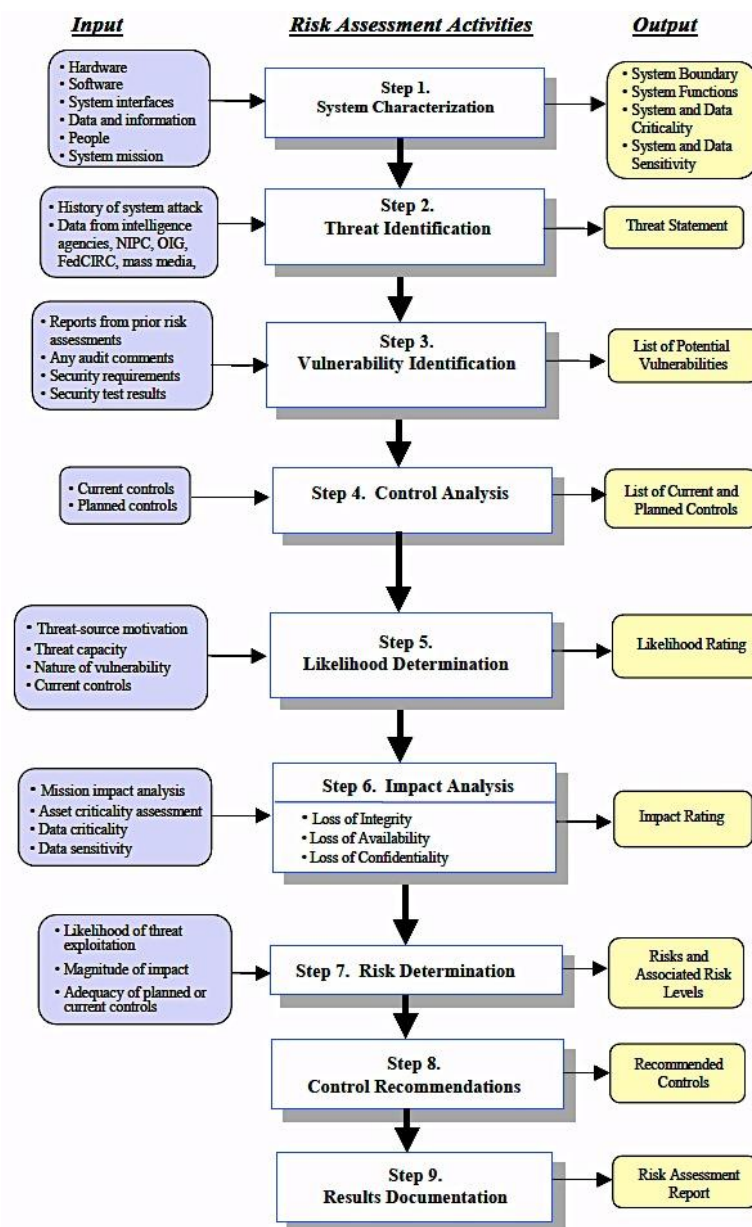 Input
Risk Assessment Activities
Output
• Hardware
• Software
• System interfaces
• Data and information
• People
• System mission
Step 1.
System Characterization
• System Boundary
• System Functions
• System and Data
Criticality
• System and Data
Sensitivity
• History of system attack
• Data from intelligence
agencies, NIPC, OIG,
FedCIRC, mass media,
Step 2.
Threat Identification
Threat Statement
• Reports from prior risk
assessments
• Any audit comments
• Security requirements
• Security test results
Step 3.
Vulnerability Identification
List of Potential
Vulnerabilities
• Current controls
• Planned controls
Step 4. Control Analysis
List of Current and
Planned Controls
• Threat-source motivation
• Threat capacity
• Nature of vulnerability
• Current controls
Step 5.
Likelihood Determination
Likelihood Rating
• Mission impact analysis
• Asset criticality assessment
• Data criticality
• Data sensitivity
Step 6. Impact Analysis
• Loss of Integrity
• Loss of Availability
• Loss of Confidentiality
Impact Rating
• Likelihood of threat
exploitation
• Magnitude of impact
• Adequacy of planned or
current controls
Step 7. Risk Determination
Risks and
Associated Risk
Levels
Step 8.
Control Recommendations
Recommended
Controls
Step 9.
Results Documentation
Risk Assessment
Report